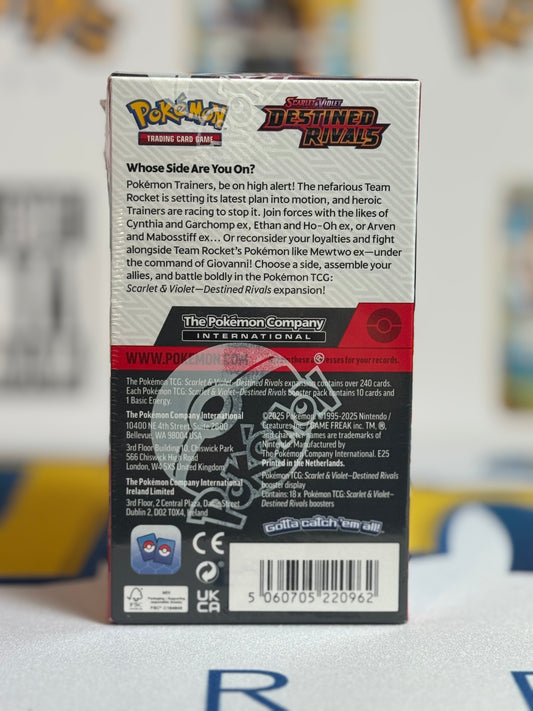 Pokémon
TRADING CARD GAME
SCARLET & VIOLET
DESTINED
RIVALS
Whose Side Are You On?
Pokémon Trainers, be on high alert! The nefarious Team
Rocket is setting its latest plan into motion, and heroic
Trainers are racing to stop it. Join forces with the likes of
Cynthia and Garchomp ex, Ethan and Ho-Oh ex, or Arven
and Mabosstiff ex… Or reconsider your loyalties and fight
alongside Team Rocket's Pokémon like Mewtwo ex—under
the command of Giovanni! Choose a side, assemble your
allies, and battle boldly in the Pokémon TCG:
Scarlet & Violet—Destined Rivals expansion!
The Pokémon Company
INTERNATIONAL
WWW.POKEMON.COM
these addresses for your records.
The Pokémon TCG: Scarlet & Violet—Destined Rivals expansion contains over 240 cards.
Each Pokémon TCG: Scarlet & Violet—Destined Rivals booster pack contains 10 cards and
1 Basic Energy.
The Pokémon Company International
10400 NE 4th Street, Suite 2800,
Bellevue, WA 98004 USA
3rd Floor Building 10, Chiswick Park
566 Chiswick High Road
London, W4 5XS United Kingdom
The Pokémon Company International
Ireland Limited
3rd Floor, 2 Central Plaza, Dame Street
Dublin 2, D02 T0X4, Ireland
©2025 Pokémon ©1995-2025 Nintendo /
Creatures Inc. / GAME FREAK inc. TM, ®,
and character names are trademarks of
Nintendo. Manufactured by
The Pokémon Company International. E25
Printed in the Netherlands.
Pokémon TCG: Scarlet & Violet—Destined Rivals
booster display
Contains: 18 x Pokémon TCG: Scarlet & Violet—
Destined Rivals boosters
Gotta catch 'em all!
Pokémon
CE
UK
CA
FSC
MIX
5 060705 220962
R